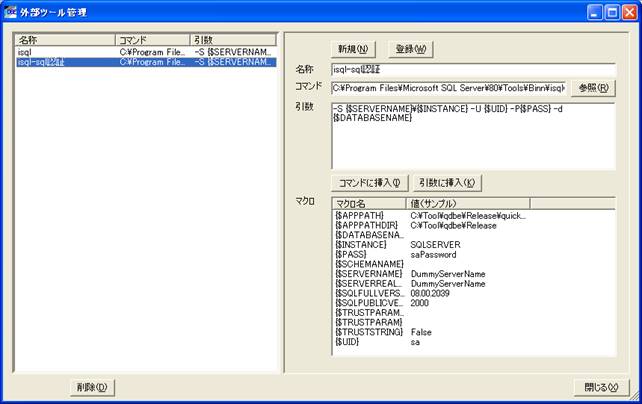 外部ツール管理
名称 コマンド 引数
isql C:¥Program File... -S {$SERVERNAM...
isql-sql認証 C:¥Program File... -S {$SERVERNAM...
新規(N) 登録(W)
名称 isql-sql認証
コマンド C:¥Program Files¥Microsoft SQL Server¥80¥Tools¥Binn¥isql 参照(R)
引数 -S {$SERVERNAME}¥{$INSTANCE} -U {$UID} -P{$PASS} -d
{$DATABASENAME}
コマンドに挿入(I) 引数に挿入(K)
マクロ マクロ名 値(サンプル)
{$APPPATH} C:¥Tool¥qdbe¥Release¥quick...
{$APPPATHDIR} C:¥Tool¥qdbe¥Release
{$DATABASENA...
{$INSTANCE} SQLSERVER
{$PASS} saPassword
{$SCHEMANAME}
{$SERVERNAME} DummyServerName
{$SERVERREAL... DummyServerName
{$SQLFULLVERS... 08.00.2039
{$SQLPUBLICVE... 2000
{$TRUSTPARAM...
{$TRUSTPARAM}
{$TRUSTSTRING} False
{$UID} sa
削除(D) 閉じる(X)